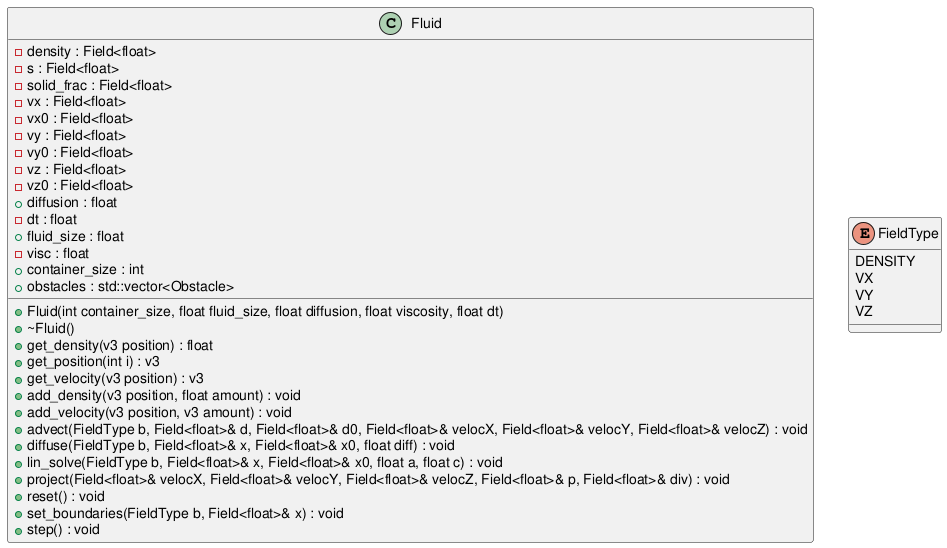 C Fluid
density : Field<float>
s : Field<float>
solid_frac : Field<float>
vx : Field<float>
vx0 : Field<float>
vy : Field<float>
vy0 : Field<float>
vz : Field<float>
vz0 : Field<float>
diffusion : float
dt : float
fluid_size : float
visc : float
container_size : int
obstacles : std::vector<Obstacle>
Fluid(int container_size, float fluid_size, float diffusion, float viscosity, float dt)
~Fluid()
get_density(v3 position) : float
get_position(int i) : v3
get_velocity(v3 position) : v3
add_density(v3 position, float amount) : void
add_velocity(v3 position, v3 amount) : void
advect(FieldType b, Field<float>& d, Field<float>& d0, Field<float>& velocX, Field<float>& velocY, Field<float>& velocZ) : void
diffuse(FieldType b, Field<float>& x, Field<float>& x0, float diff) : void
lin_solve(FieldType b, Field<float>& x, Field<float>& x0, float a, float c) : void
project(Field<float>& velocX, Field<float>& velocY, Field<float>& velocZ, Field<float>& p, Field<float>& div) : void
reset() : void
set_boundaries(FieldType b, Field<float>& x) : void
step() : void
E FieldType
DENSITY
VX
VY
VZ